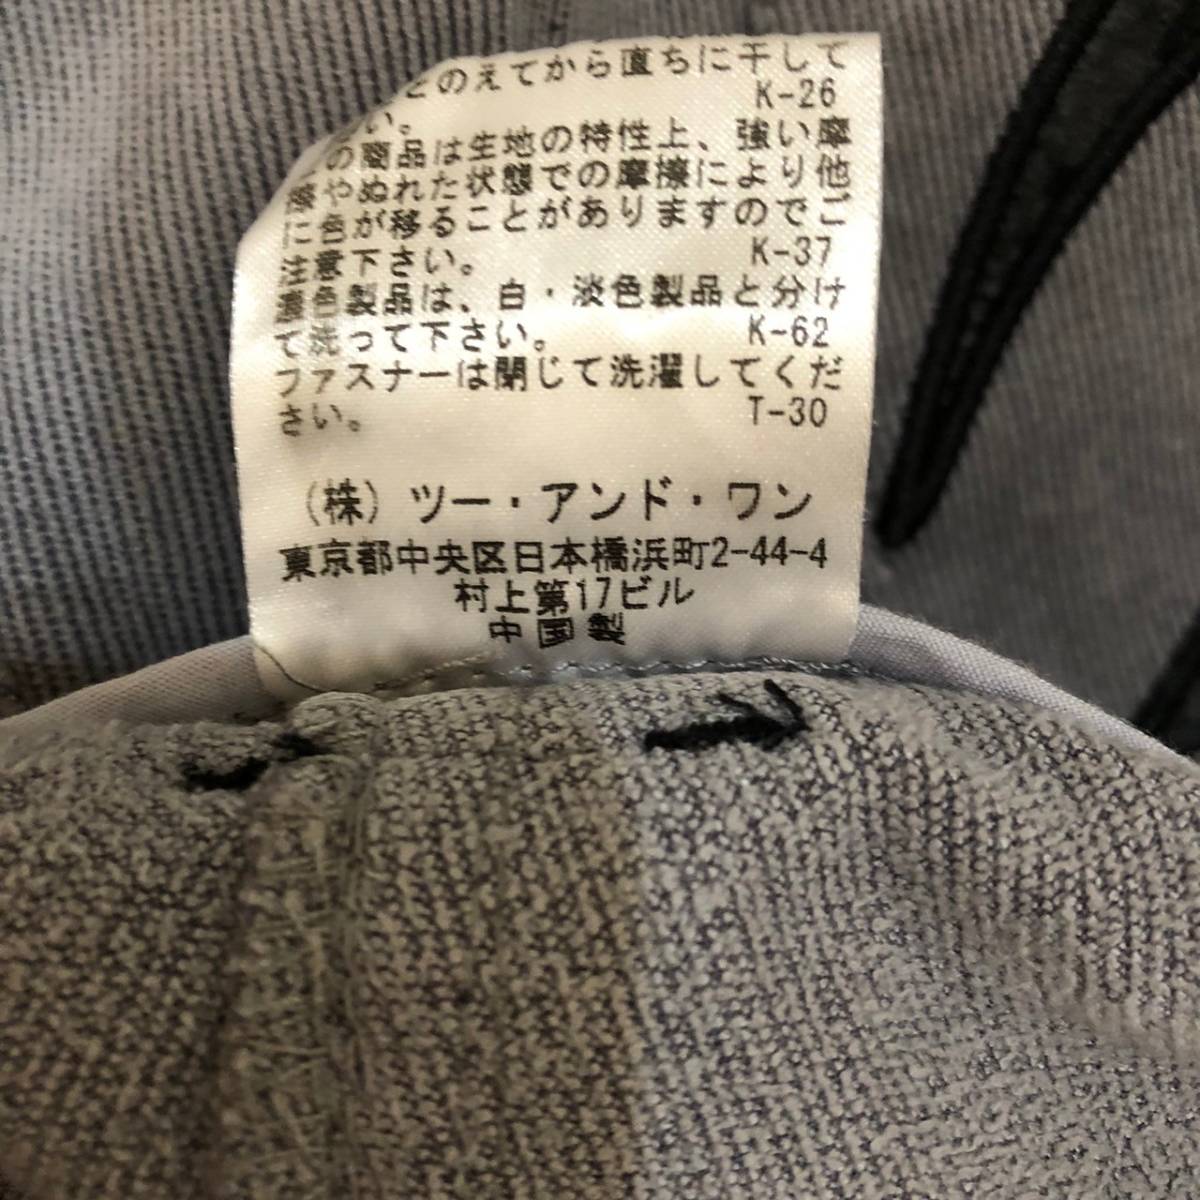 とのえてから直ちに干して
い。 K-26
の商品は生地の特性上、強い摩
擦やぬれた状態での摩擦により他
に色が移ることがありますのでご
注意下さい。 K-37
濃色製品は、白・淡色製品と分け
て洗って下さい。 K-62
ファスナーは閉じて洗濯してくだ
さい。 T-30
(株) ツー・アンド・ワン
東京都中央区日本橋浜町2-44-4
村上第17ビル
中国製